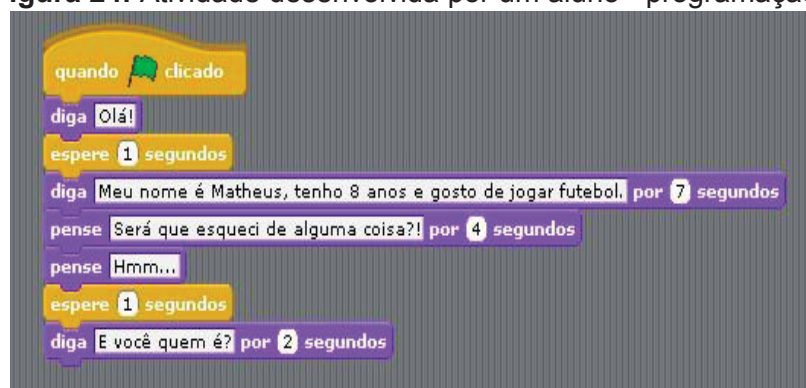 igura 24: Atividade desenvolvida por um aluno - programaçã
quando clicado
diga Olá!
espere 1 segundos
diga Meu nome é Matheus, tenho 8 anos e gosto de jogar futebol. por 7 segundos
pense Será que esqueci de alguma coisa?! por 4 segundos
pense Hmm...
espere 1 segundos
diga E você quem é? por 2 segundos